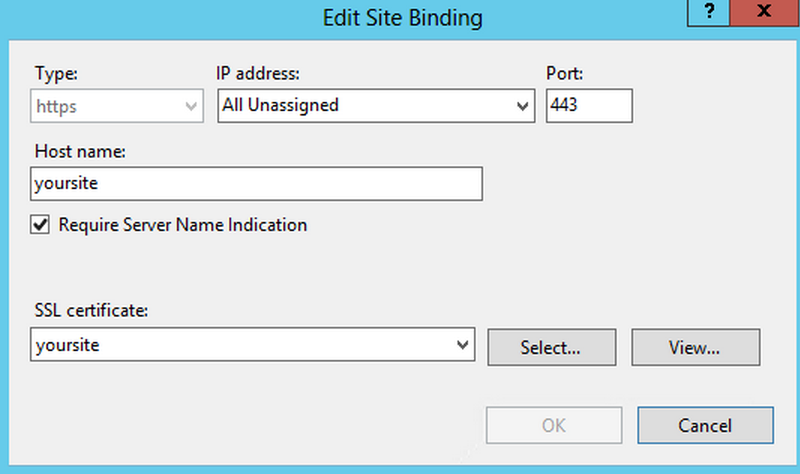 Edit Site Binding
? x
Type: IP address: Port:
https All Unassigned 443
Host name:
yoursite
Require Server Name Indication
SSL certificate:
yoursite Select... View...
OK Cancel